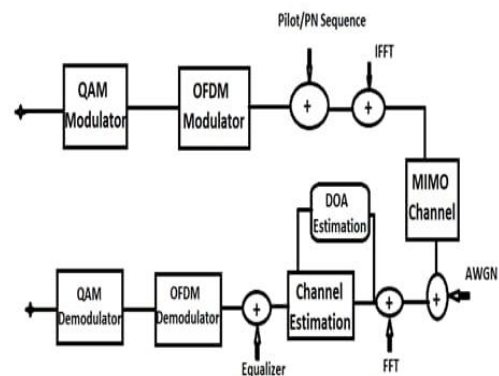 Pilot/PN Sequence
IFFT
QAM
Modulator
OFDM
Modulator
+
+
MIMO
Channel
DOA
Estimation
AWGN
QAM
Demodulator
OFDM
Demodulator
+
Channel
Estimation
+
+
Equalizer
FFT